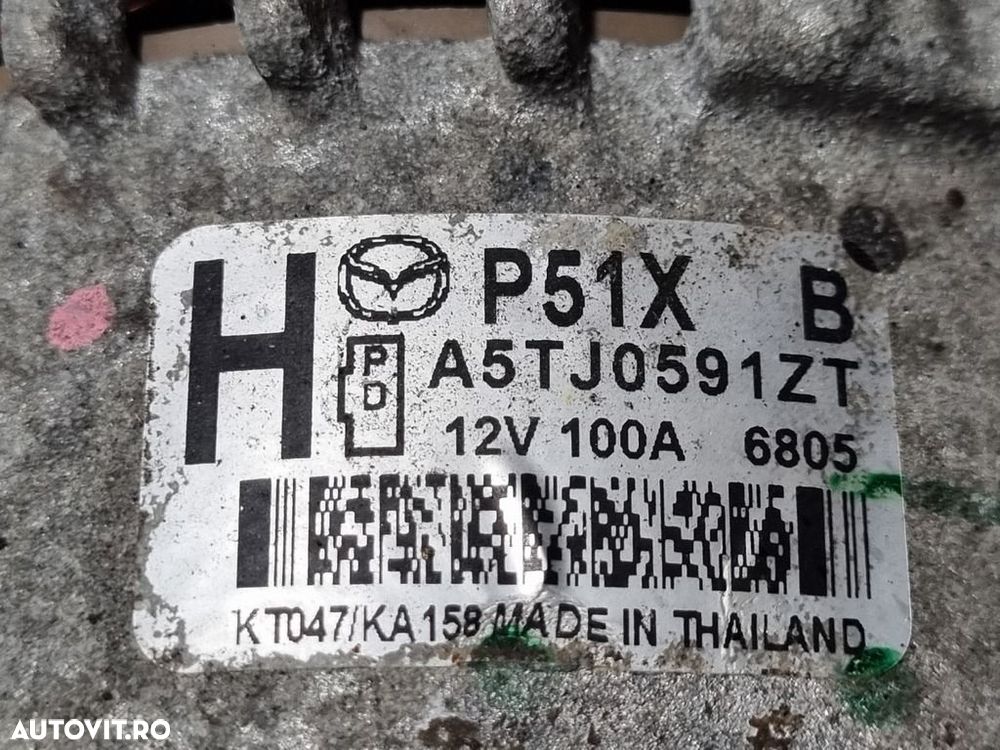 H P51X B
P
D
A5TJ0591ZT
12V 100A 6805
KT047/KA158 MADE IN THAILAND
AUTOVIT.RO